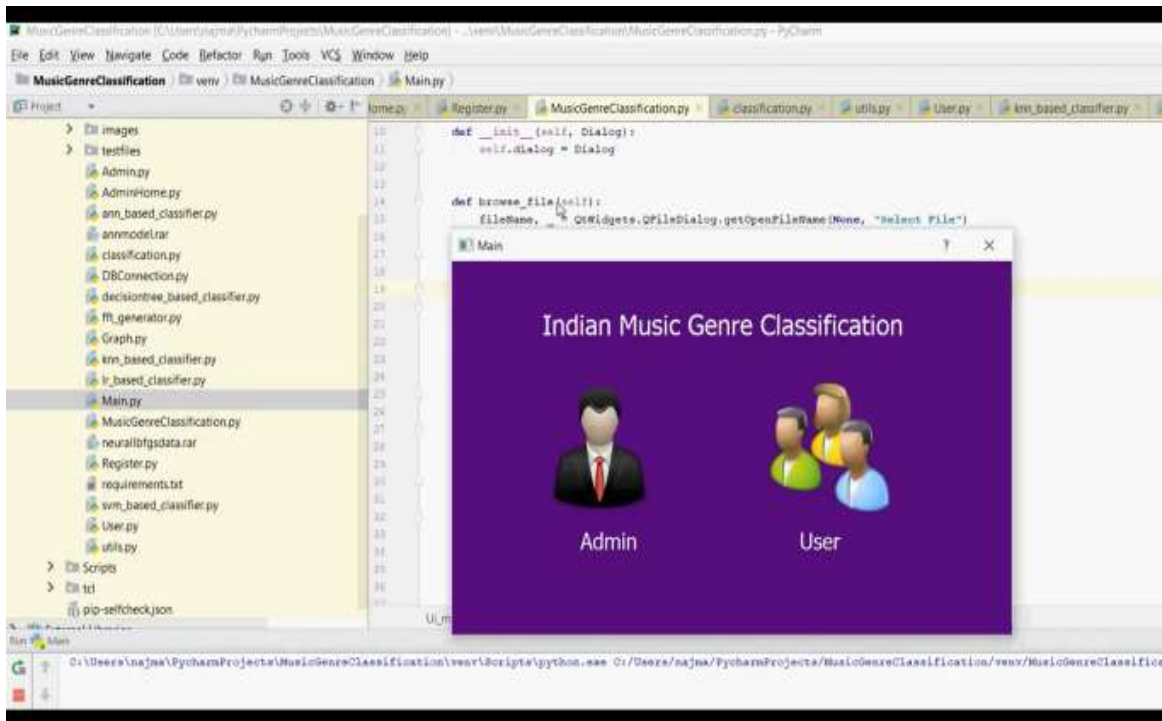 MusicGenreClassification [C:\Users\najma\PycharmProjects\MusicGenreClassification] - ...\venv\MusicGenreClassification\MusicGenreClassification.py - PyCharm
File Edit View Navigate Code Refactor Run Tools VCS Window Help
MusicGenreClassification venv MusicGenreClassification Main.py
Project Home.py Register.py MusicGenreClassification.py classification.py utils.py User.py knn_based_classifier.py
images
testfiles
Admin.py
AdminHome.py
ann_based_classifier.py
annmodel.rar
classification.py
DBConnection.py
decisiontree_based_classifier.py
fft_generator.py
Graph.py
knn_based_classifier.py
lr_based_classifier.py
Main.py
MusicGenreClassification.py
neurallbfgsdata.rar
Register.py
requirements.txt
svm_based_classifier.py
User.py
utils.py
Scripts
tcl
pip-selfcheck.json
def __init__(self, Dialog):
self.dialog = Dialog
def browse_file(self):
fileName, _ = QtWidgets.QFileDialog.getOpenFileName(None, "Select File")
Main ?
Indian Music Genre Classification
Admin User
Run Main
C:\Users\najma\PycharmProjects\MusicGenreClassification\venv\Scripts\python.exe C:/Users/najma/PycharmProjects/MusicGenreClassification/venv/MusicGenreClassifica